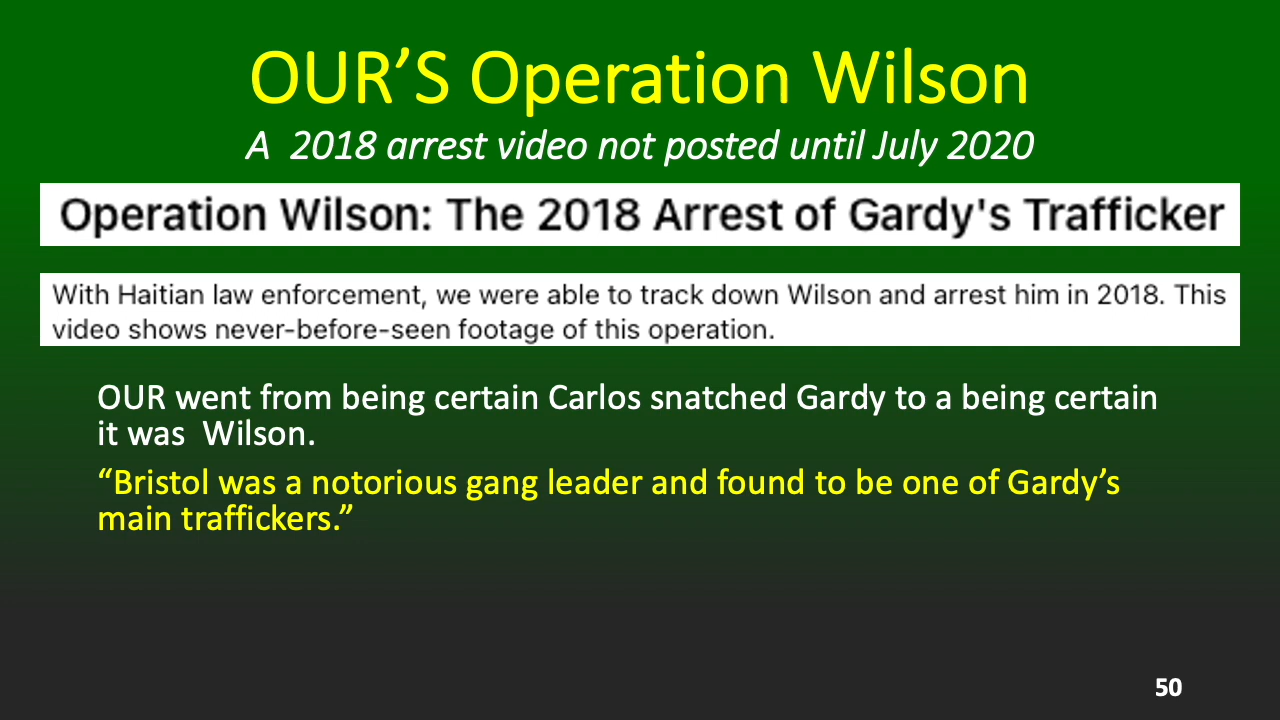 OUR’S Operation Wilson
A  2018 arrest video not posted until July 2020
Operation Wilson: The 2018 Arrest of Gardy's Trafficker
With Haitian law enforcement, we were able to track down Wilson and arrest him in 2018. This
video shows never-before-seen footage of this operation.
OUR went from being certain Carlos snatched Gardy to a being certain
it was  Wilson.
“Bristol was a notorious gang leader and found to be one of Gardy’s
main traffickers.”
50